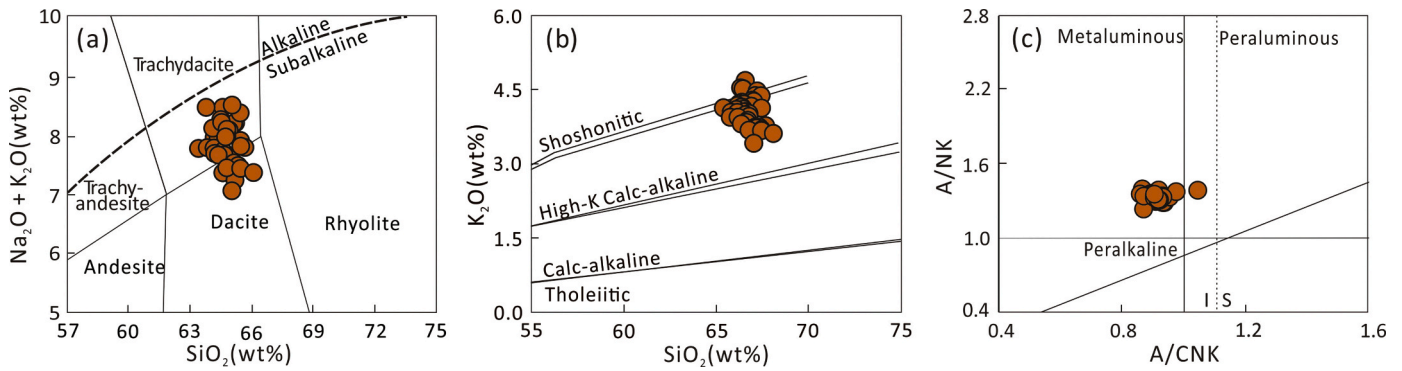 (a)
10
9
8
7
6
5
Na₂O + K₂O(wt%)
57
60
63
66
69
72
75
SiO₂(wt%)
Trachydacite
Alkaline
Subalkaline
Trachy-
andesite
Andesite
Dacite
Rhyolite
(b)
6.0
4.5
3.0
1.5
0.0
K₂O(wt%)
55
60
65
70
75
SiO₂(wt%)
Shoshonitic
High-K Calc-alkaline
Calc-alkaline
Tholeiitic
(c)
2.8
2.2
1.6
1.0
0.4
A/NK
0.4
0.8
1.2
1.6
A/CNK
Metaluminous
Peraluminous
Peralkaline
I
S